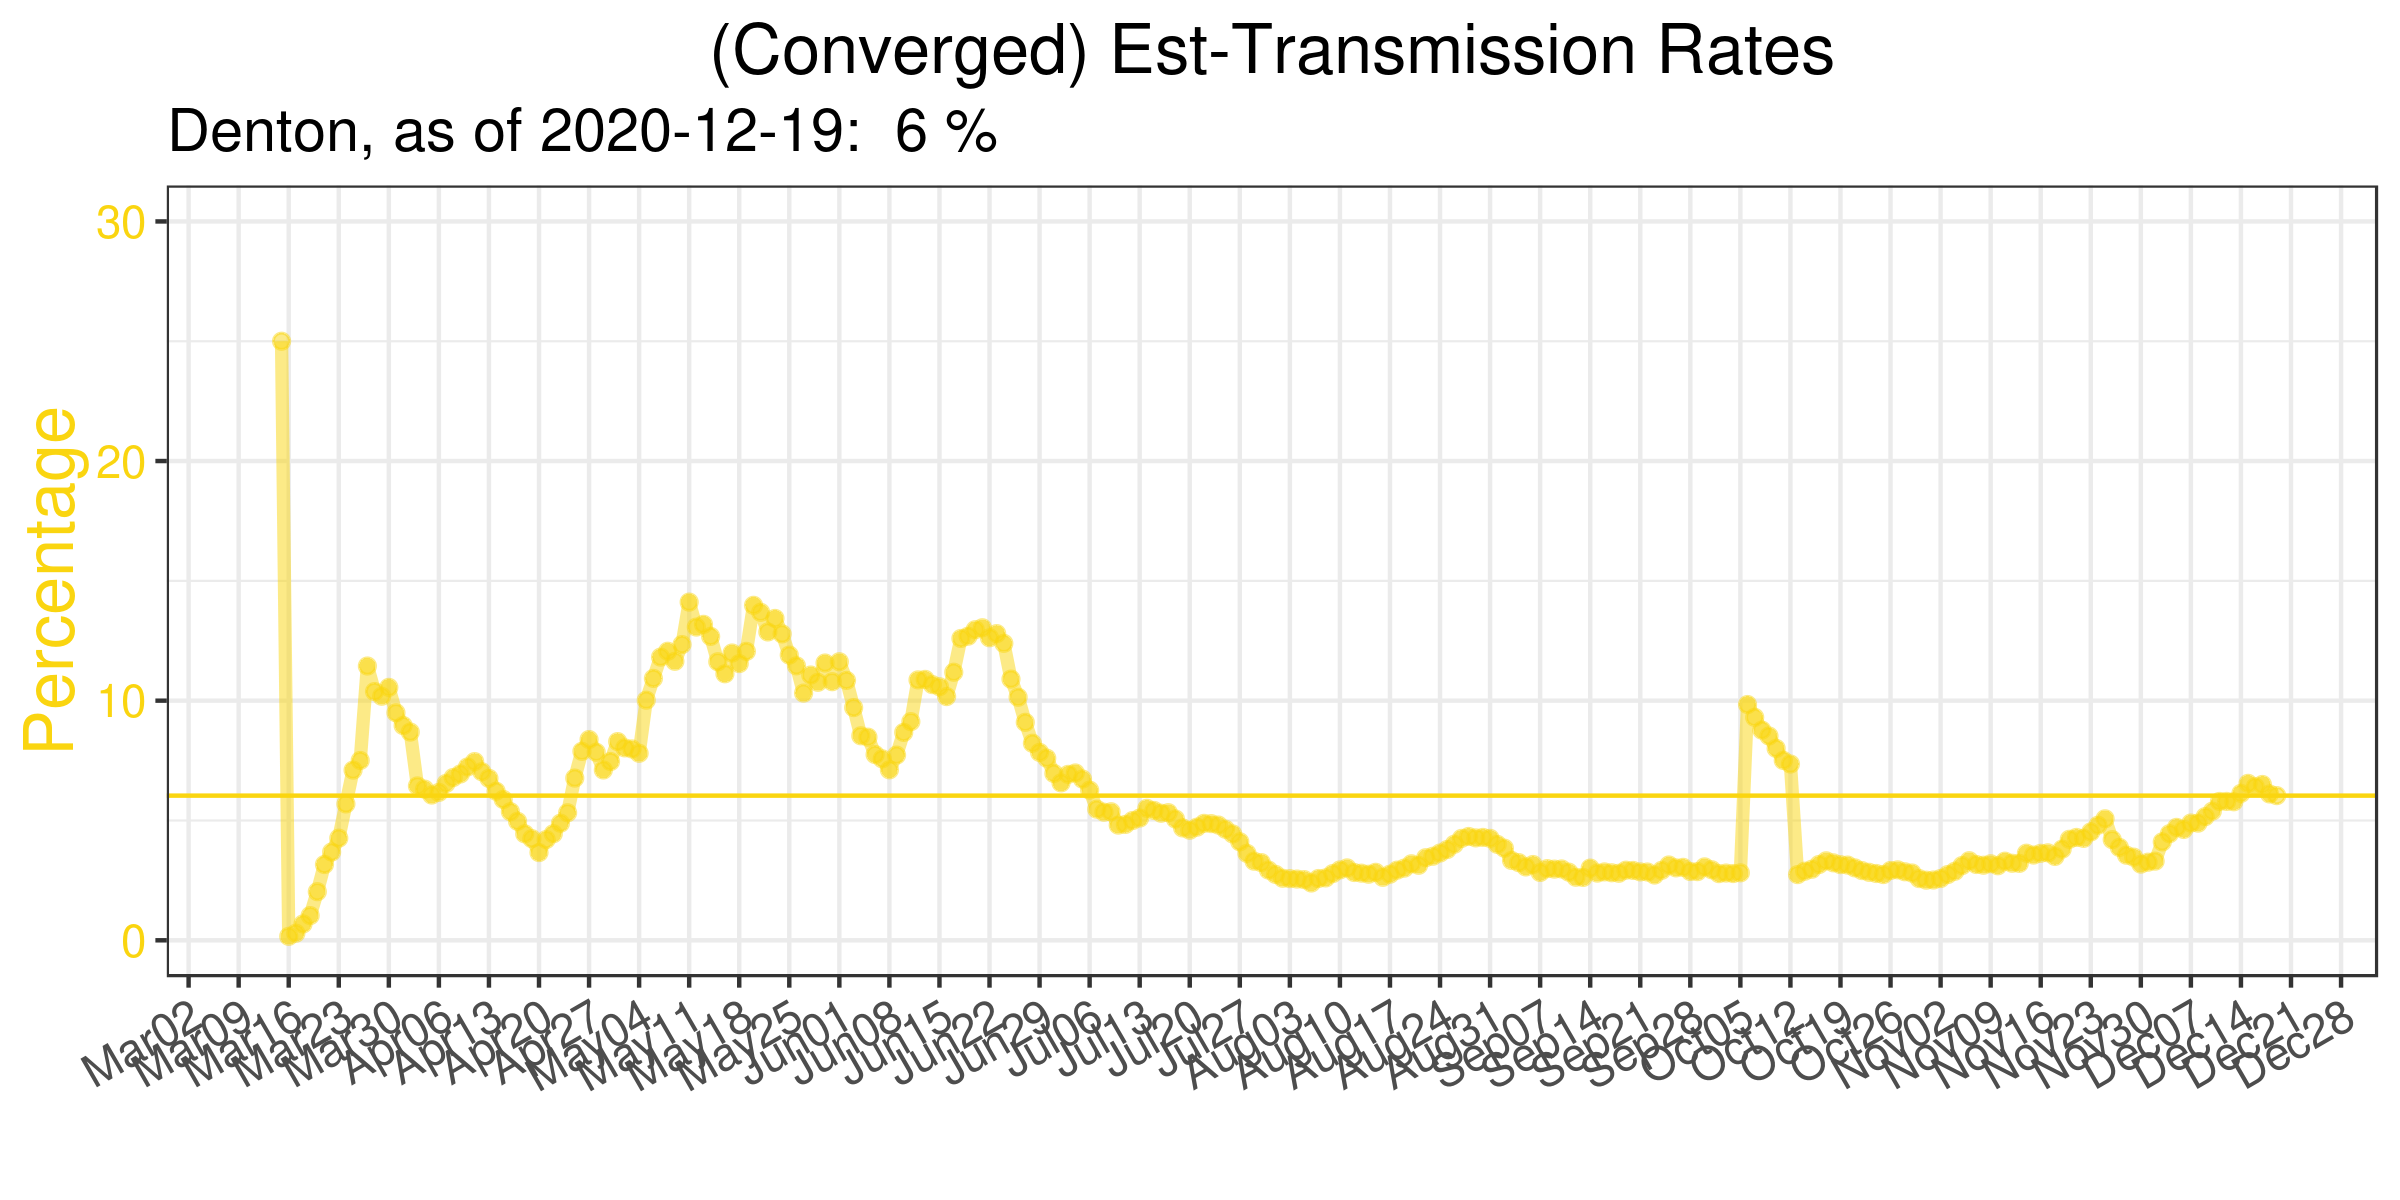 (Converged) Est-Transmission Rates
Denton, as of 2020-12-19:  6 %
Percentage
30
20
10
0
Mar02
Mar09
Mar16
Mar23
Mar30
Apr06
Apr13
Apr20
Apr27
May04
May11
May18
May25
Jun01
Jun08
Jun15
Jun22
Jun29
Jul06
Jul13
Jul20
Jul27
Aug03
Aug10
Aug17
Aug24
Aug31
Sep07
Sep14
Sep21
Sep28
Oct05
Oct12
Oct19
Oct26
Nov02
Nov09
Nov16
Nov23
Nov30
Dec07
Dec14
Dec21
Dec28